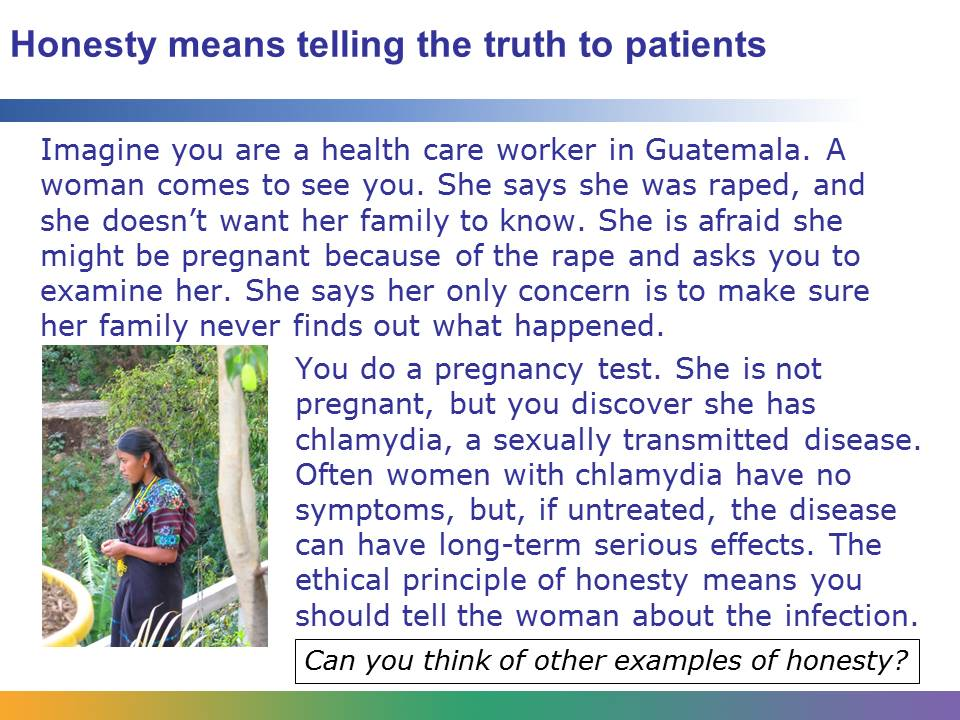 Honesty means telling the truth to patients
Imagine you are a health care worker in Guatemala. A
woman comes to see you. She says she was raped, and
she doesn’t want her family to know. She is afraid she
might be pregnant because of the rape and asks you to
examine her. She says her only concern is to make sure
her family never finds out what happened.
You do a pregnancy test. She is not
pregnant, but you discover she has
chlamydia, a sexually transmitted disease.
Often women with chlamydia have no
symptoms, but, if untreated, the disease
can have long-term serious effects. The
ethical principle of honesty means you
should tell the woman about the infection.
Can you think of other examples of honesty?